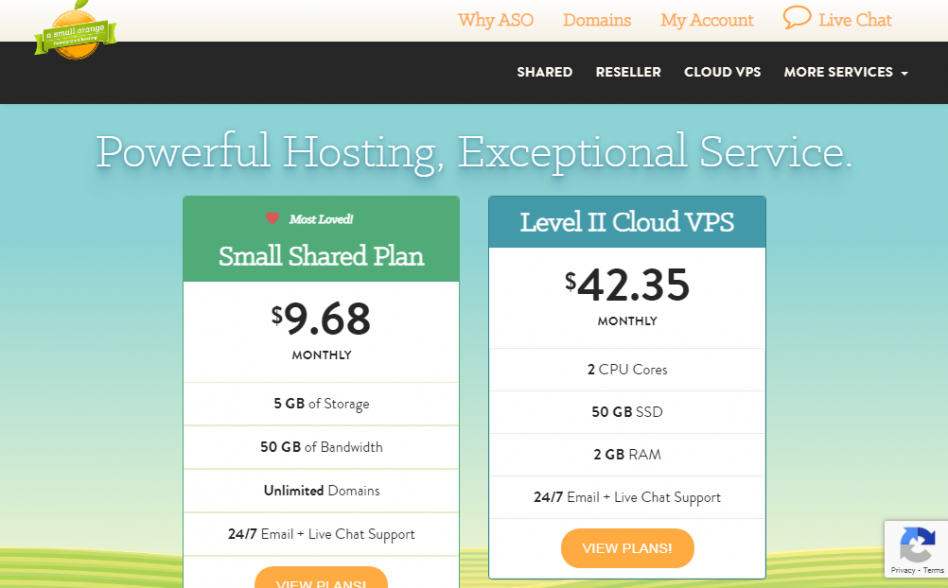 a small orange
Why ASO Domains My Account Live Chat
SHARED RESELLER CLOUD VPS MORE SERVICES
Powerful Hosting, Exceptional Service.
Most Loved!
Small Shared Plan
$9.68
MONTHLY
5 GB of Storage
50 GB of Bandwidth
Unlimited Domains
24/7 Email + Live Chat Support
VIEW PLANS!
Level II Cloud VPS
$42.35
MONTHLY
2 CPU Cores
50 GB SSD
2 GB RAM
24/7 Email + Live Chat Support
VIEW PLANS!
Privacy - Terms